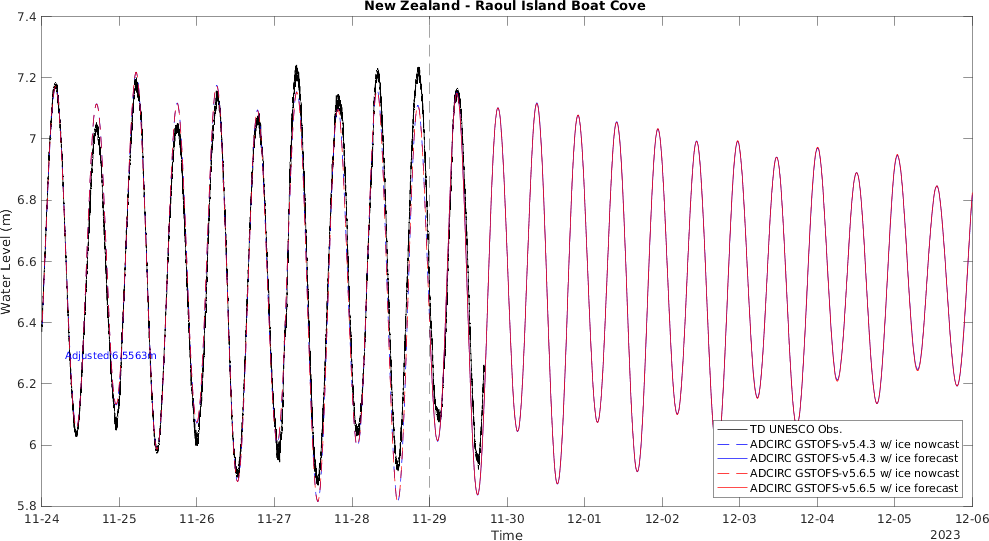 New Zealand - Raoul Island Boat Cove
7.4
7.2
7
6.8
6.6
6.4
6.2
6
5.8
Water Level (m)
Adjusted 6.5563m
TD UNESCO Obs.
ADCIRC GSTOFS-v5.4.3 w/ ice nowcast
ADCIRC GSTOFS-v5.4.3 w/ ice forecast
ADCIRC GSTOFS-v5.6.5 w/ ice nowcast
ADCIRC GSTOFS-v5.6.5 w/ ice forecast
11-24 11-25 11-26 11-27 11-28 11-29 11-30 12-01 12-02 12-03 12-04 12-05 12-06
Time
2023